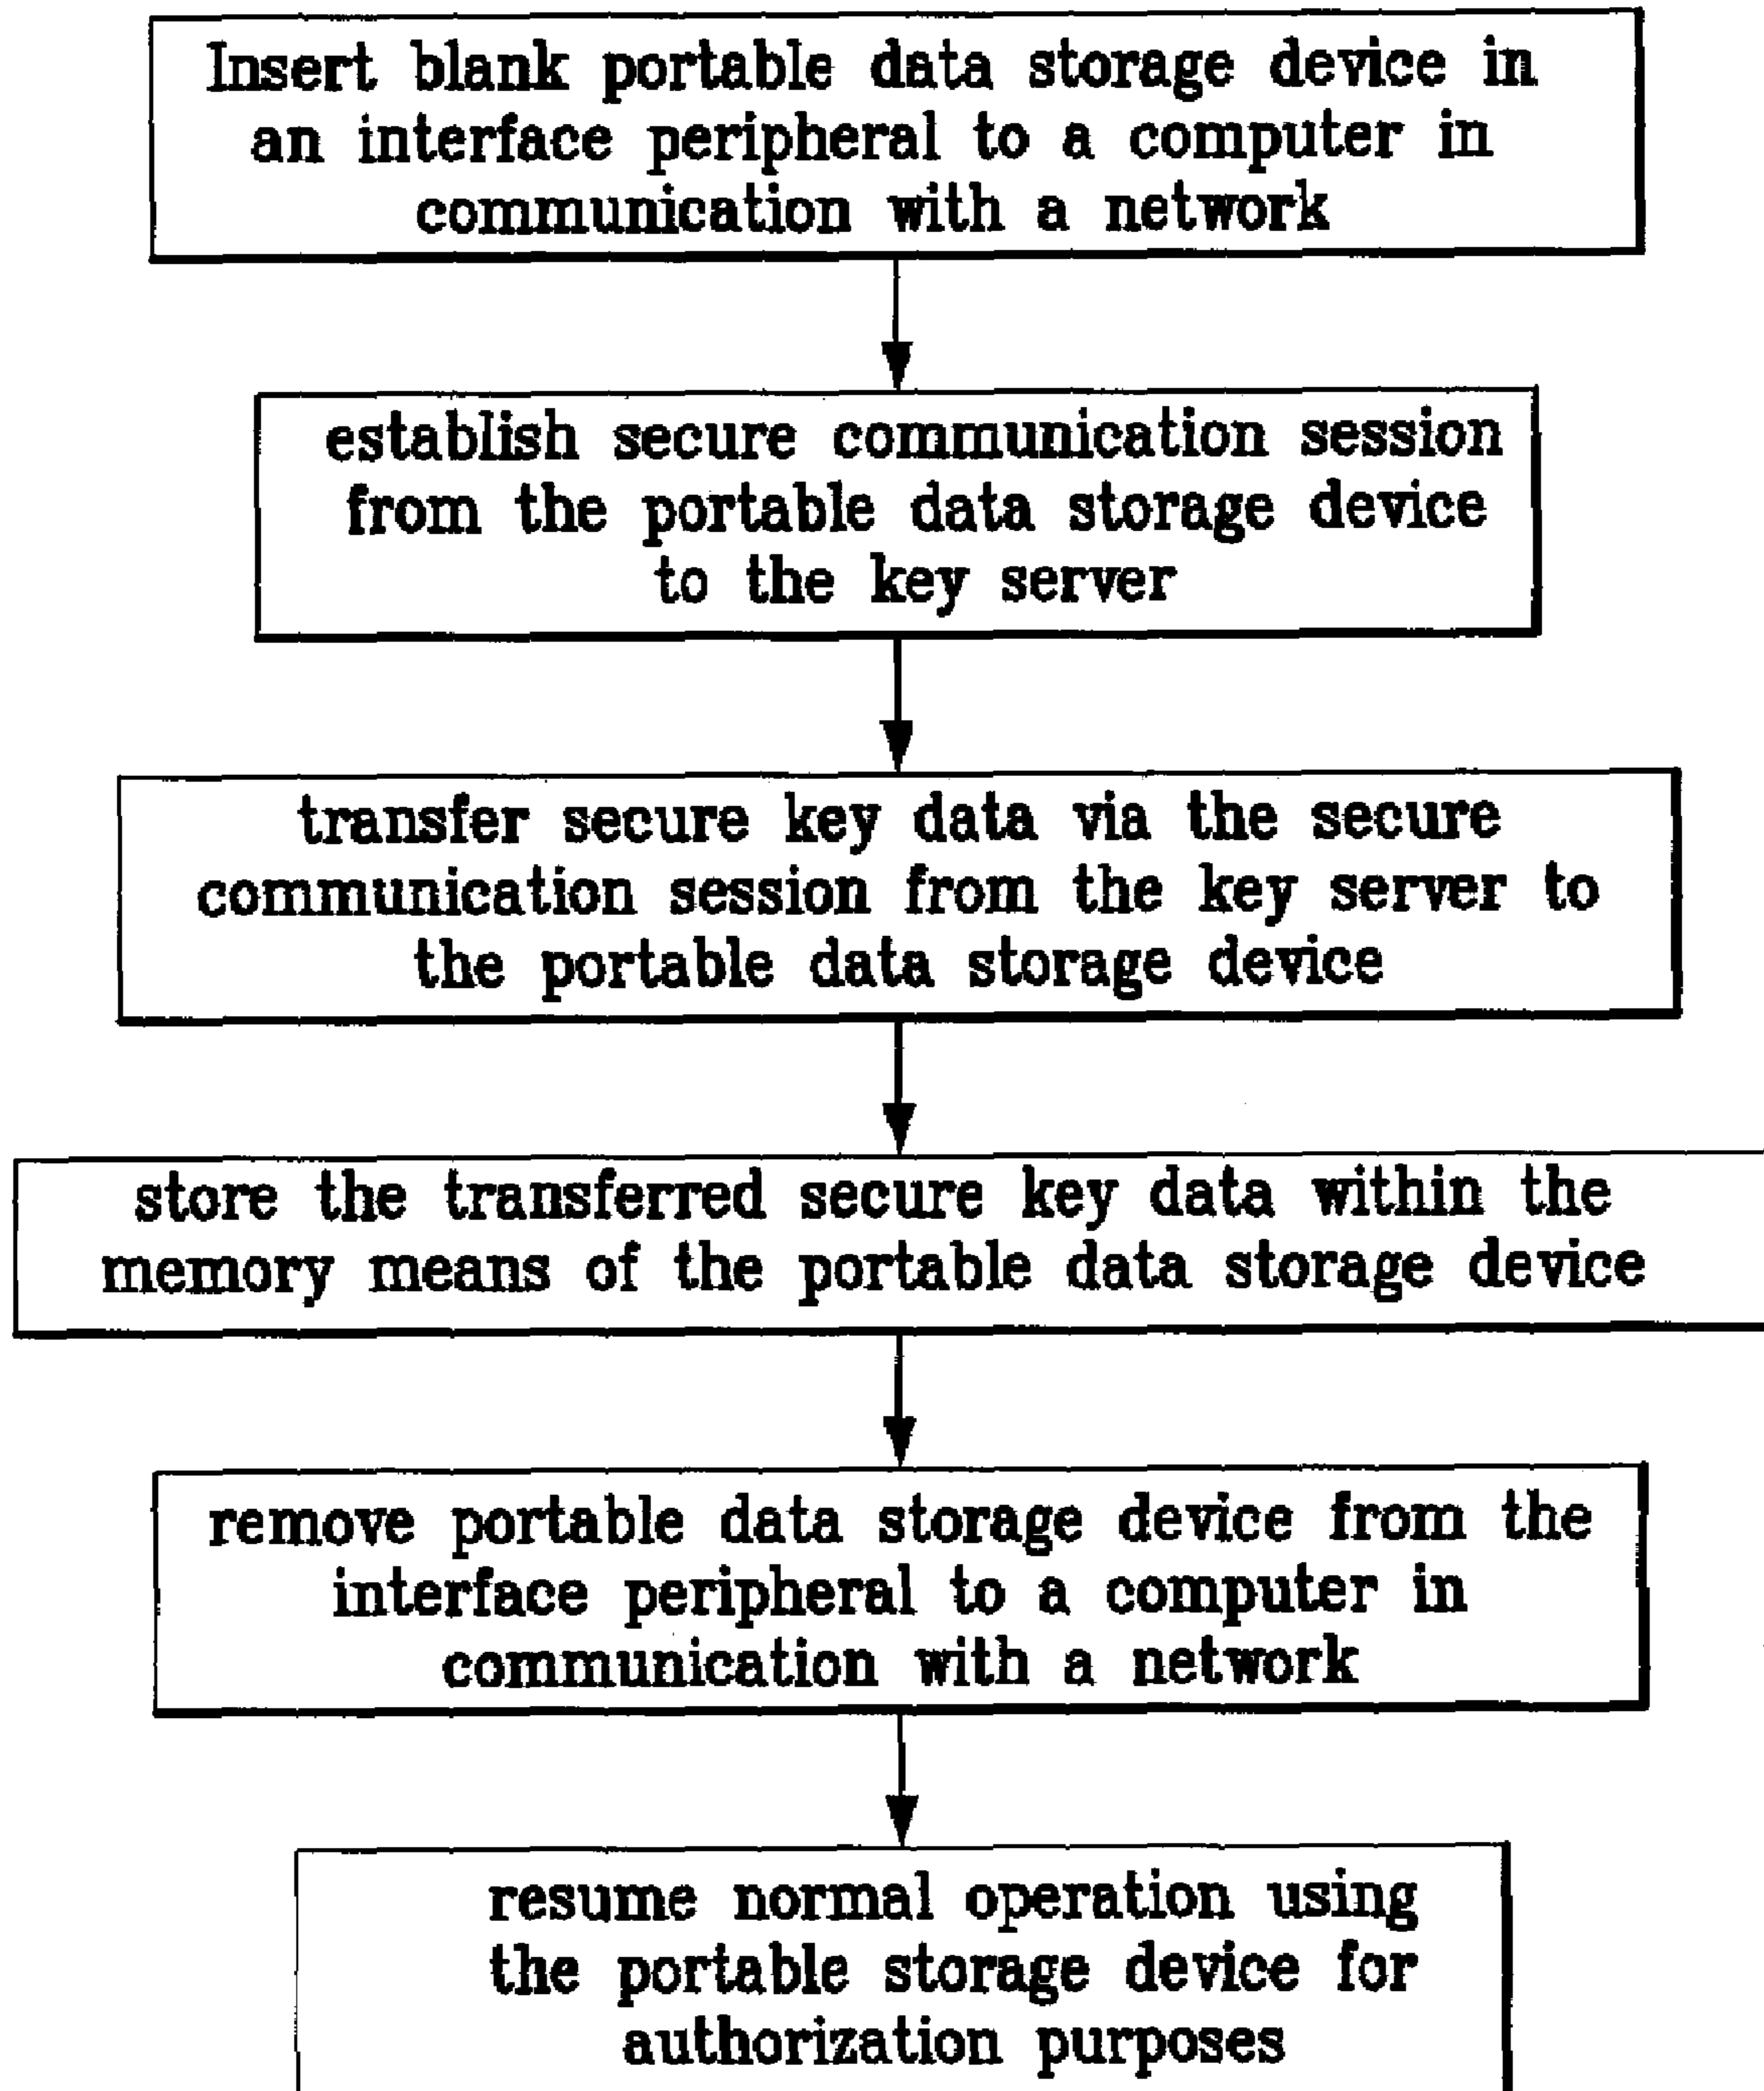 Insert blank portable data storage device in
an interface peripheral to a computer in
communication with a network
establish secure communication session
from the portable data storage device
to the key server
transfer secure key data via the secure
communication session from the key server to
the portable data storage device
store the transferred secure key data within the
memory means of the portable data storage device
remove portable data storage device from the
interface peripheral to a computer in
communication with a network
resume normal operation using
the portable storage device for
authorization purposes